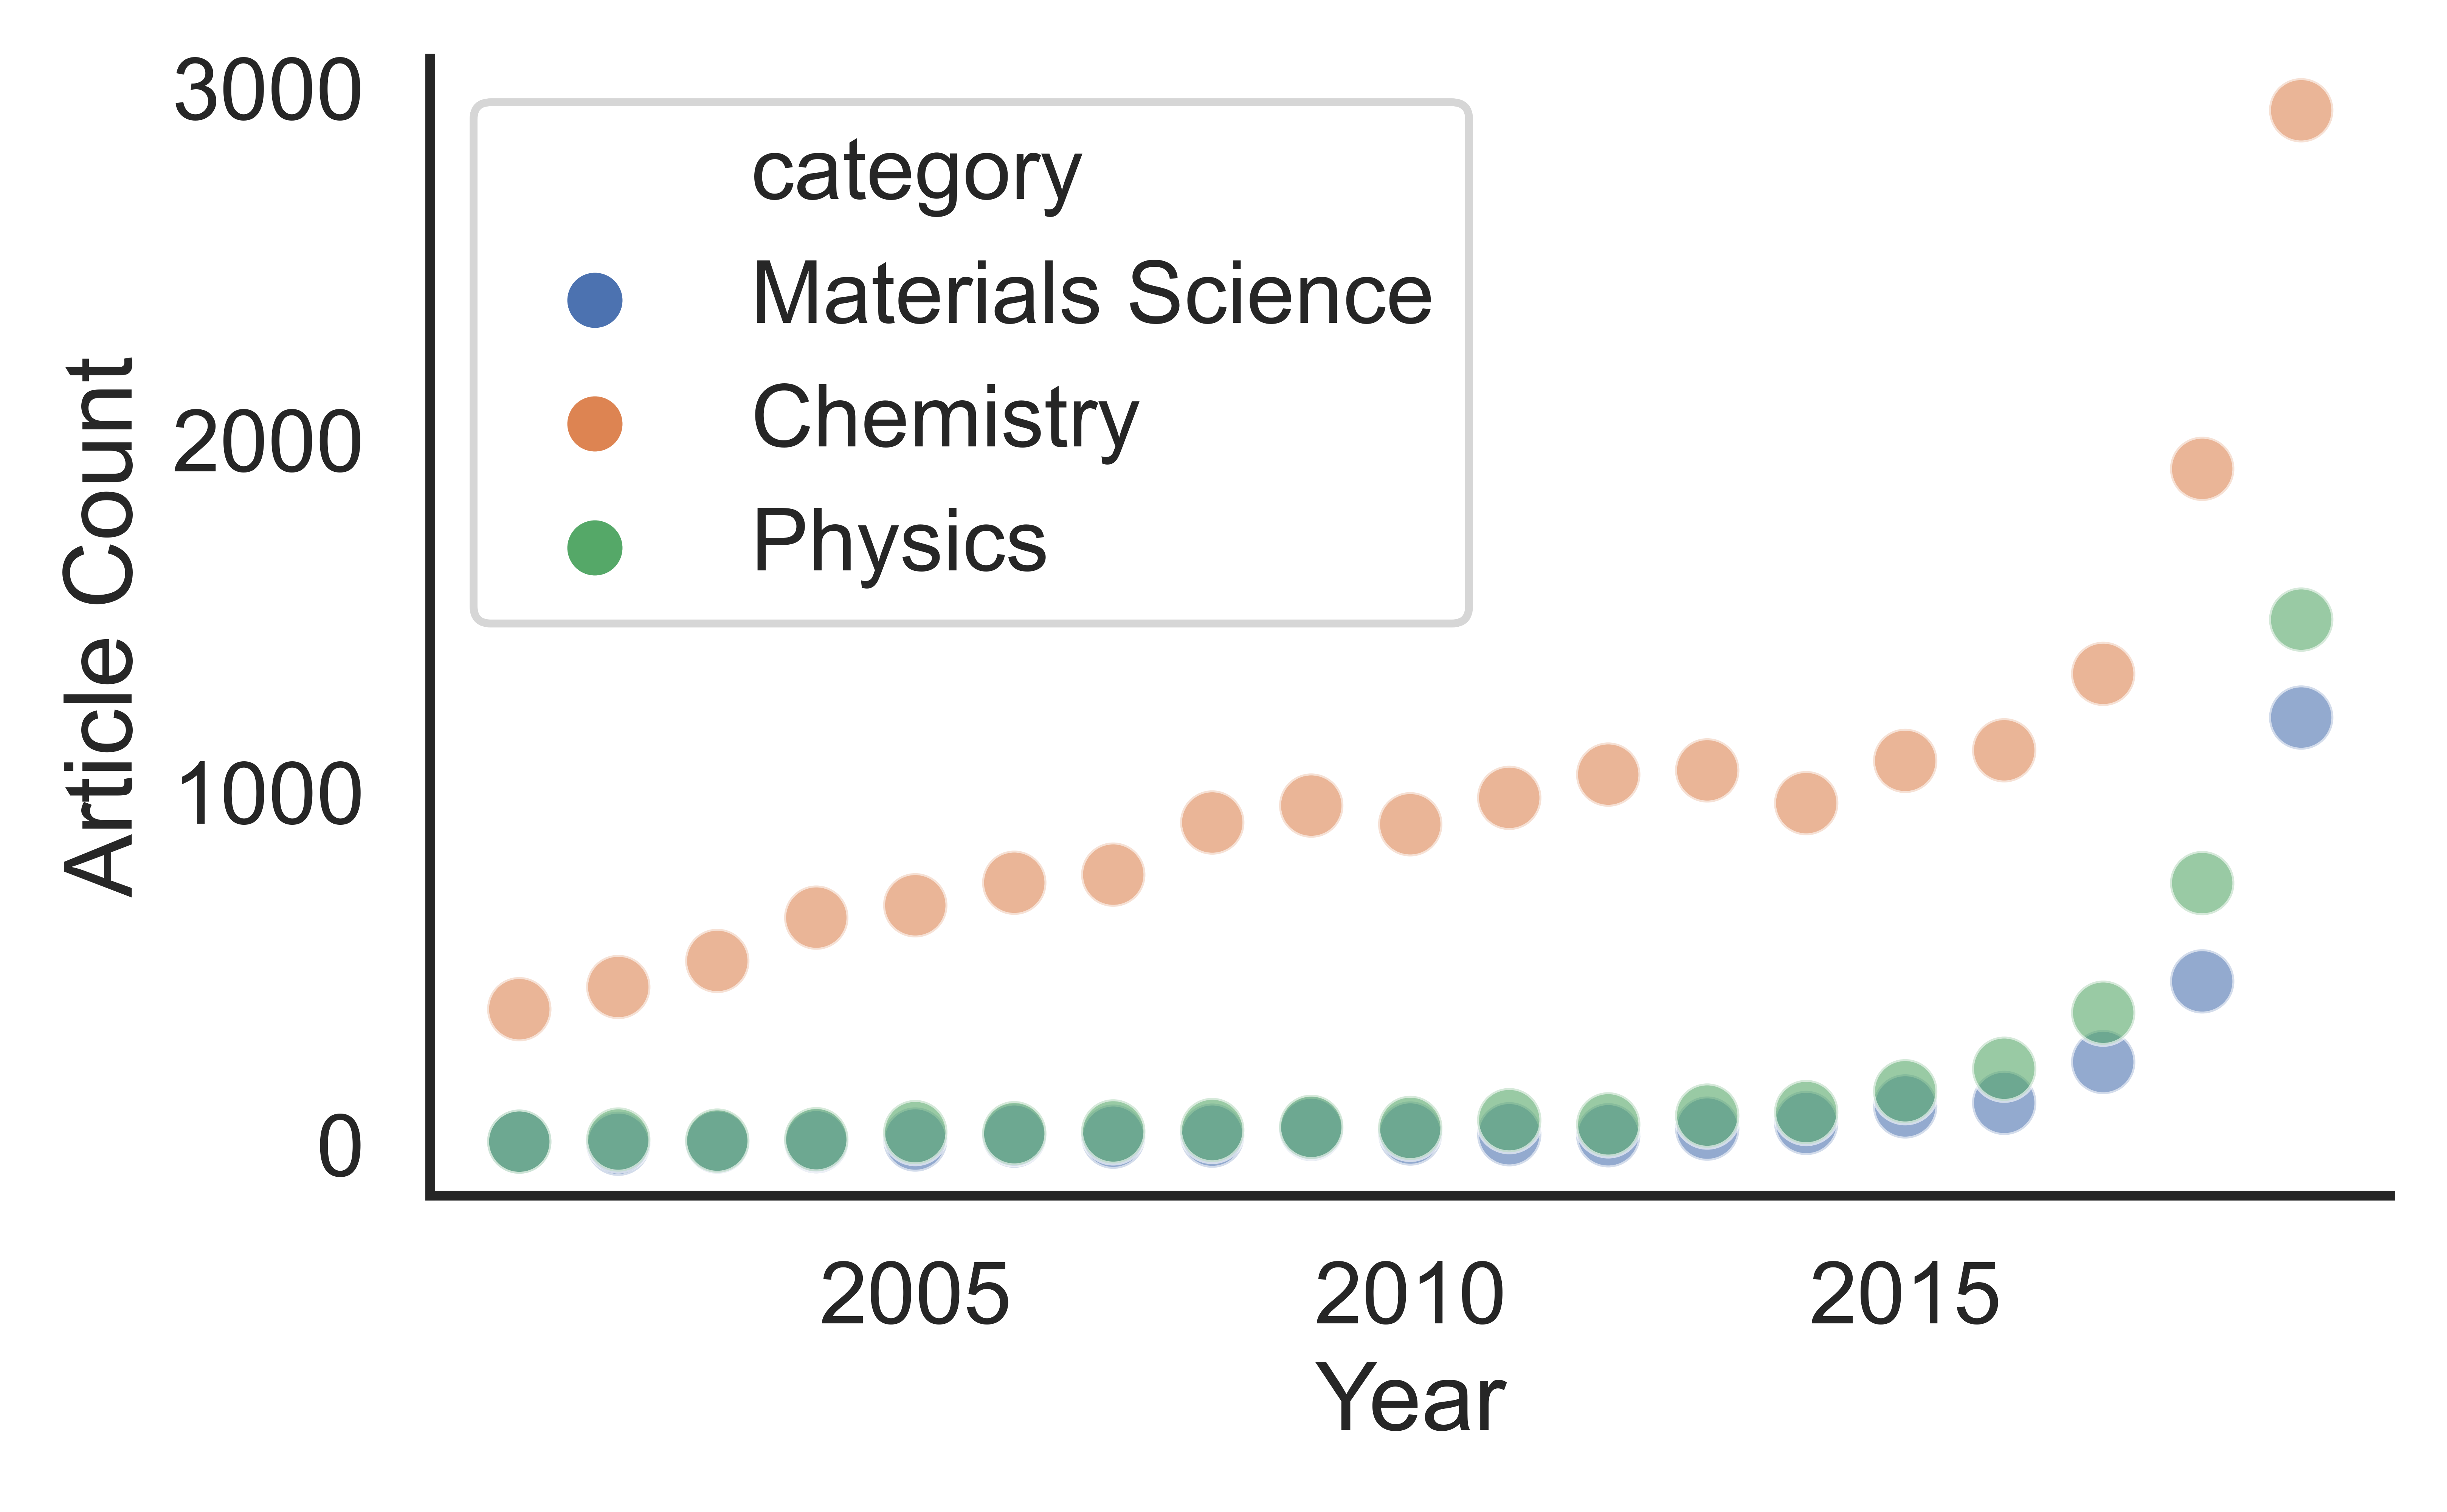 3000
2000
1000
0
Article Count
category
Materials Science
Chemistry
Physics
2005
2010
2015
Year